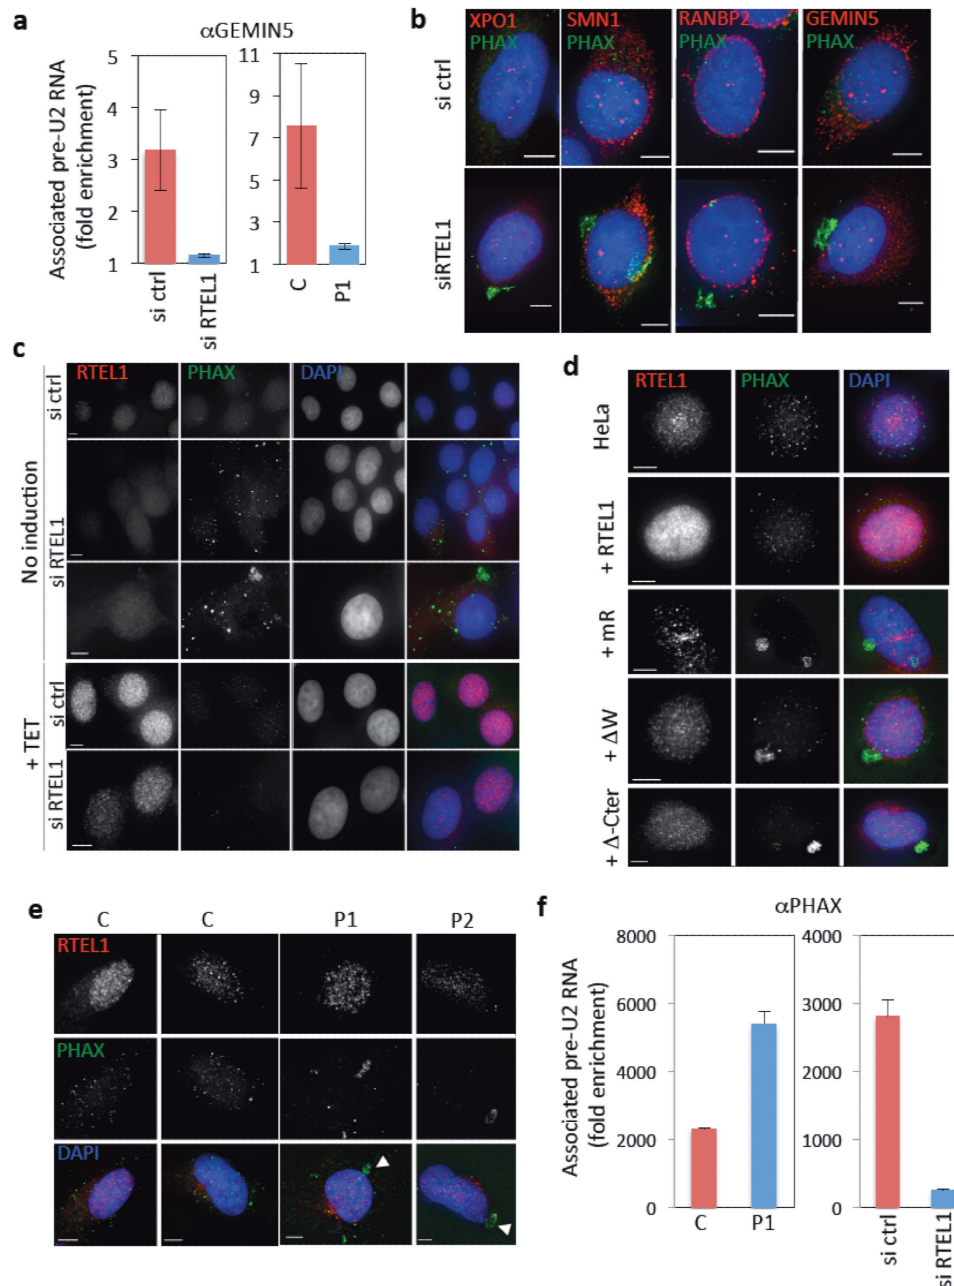 a
αGEMIN5
Associated pre-U2 RNA
(fold enrichment)
5
4
3
2
1
si ctrl
si RTEL1
11
9
7
5
3
1
C
P1
b
XPO1
PHAX
SMN1
PHAX
RANBP2
PHAX
GEMIN5
PHAX
si ctrl
siRTEL1
c
RTEL1
PHAX
DAPI
No induction
si ctrl
si RTEL1
+ TET
si ctrl
si RTEL1
d
RTEL1
PHAX
DAPI
HeLa
+ RTEL1
+ mR
+ ΔW
+ Δ-Cter
e
C
C
P1
P2
RTEL1
PHAX
DAPI
f
αPHAX
Associated pre-U2 RNA
(fold enrichment)
8000
6000
4000
2000
0
C
P1
4000
3000
2000
1000
0
si ctrl
si RTEL1